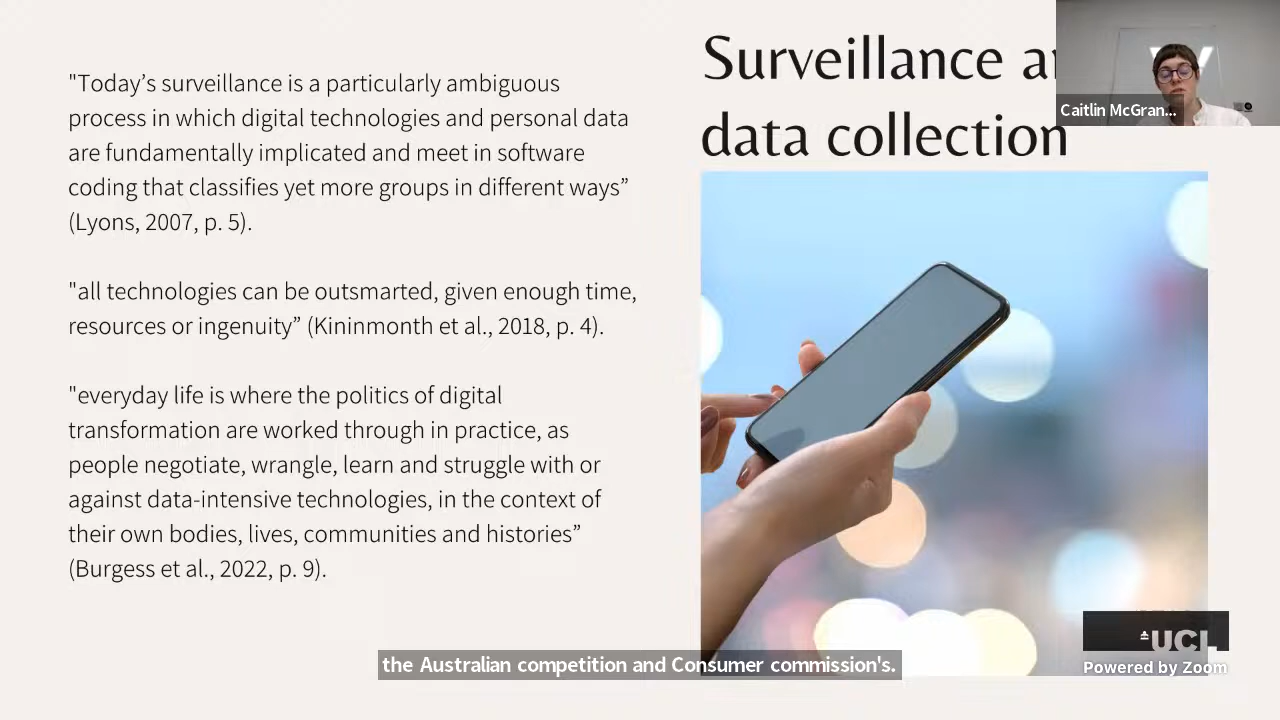 "Today’s surveillance is a particularly ambiguous
process in which digital technologies and personal data
are fundamentally implicated and meet in software
coding that classifies yet more groups in different ways”
(Lyons, 2007, p. 5).
"all technologies can be outsmarted, given enough time,
resources or ingenuity” (Kininmonth et al., 2018, p. 4).
"everyday life is where the politics of digital
transformation are worked through in practice, as
people negotiate, wrangle, learn and struggle with or
against data-intensive technologies, in the context of
their own bodies, lives, communities and histories”
(Burgess et al., 2022, p. 9).
Surveillance
data collection
Caitlin McGran...
UCL
Powered by Zoom
the Australian competition and Consumer commission's.